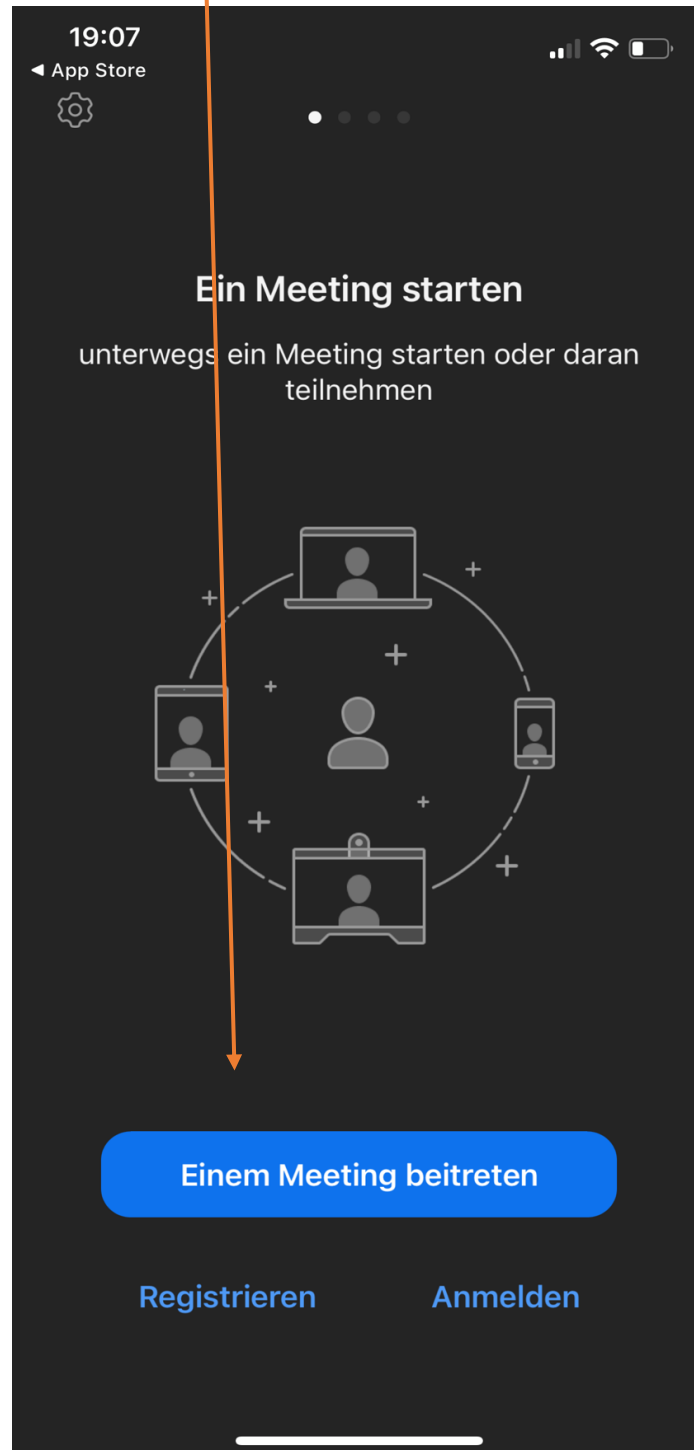 19:07
◀ App Store
Ein Meeting starten
unterwegs ein Meeting starten oder daran
teilnehmen
Einem Meeting beitreten
Registrieren Anmelden